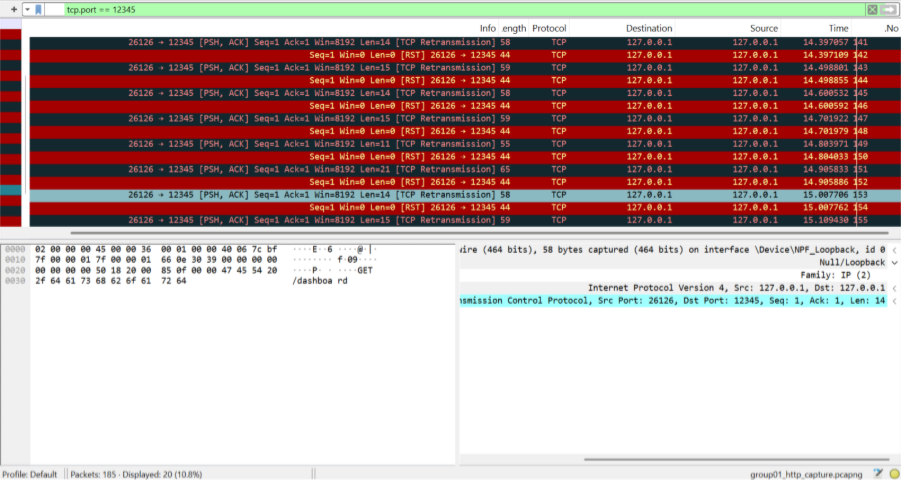 tcp.port == 12345
Info ength Protocol Destination Source Time .No
26126 → 12345 [PSH, ACK] Seq=1 Ack=1 Win=8192 Len=14 [TCP Retransmission] 58 TCP 127.0.0.1 127.0.0.1 14.397057 141
Seq=1 Win=0 Len=0 [RST] 26126 → 12345 44 TCP 127.0.0.1 127.0.0.1 14.397109 142
26126 → 12345 [PSH, ACK] Seq=1 Ack=1 Win=8192 Len=15 [TCP Retransmission] 59 TCP 127.0.0.1 127.0.0.1 14.498801 143
Seq=1 Win=0 Len=0 [RST] 26126 → 12345 44 TCP 127.0.0.1 127.0.0.1 14.498855 144
26126 → 12345 [PSH, ACK] Seq=1 Ack=1 Win=8192 Len=14 [TCP Retransmission] 58 TCP 127.0.0.1 127.0.0.1 14.600532 145
Seq=1 Win=0 Len=0 [RST] 26126 → 12345 44 TCP 127.0.0.1 127.0.0.1 14.600592 146
26126 → 12345 [PSH, ACK] Seq=1 Ack=1 Win=8192 Len=15 [TCP Retransmission] 59 TCP 127.0.0.1 127.0.0.1 14.701922 147
Seq=1 Win=0 Len=0 [RST] 26126 → 12345 44 TCP 127.0.0.1 127.0.0.1 14.701979 148
26126 → 12345 [PSH, ACK] Seq=1 Ack=1 Win=8192 Len=11 [TCP Retransmission] 55 TCP 127.0.0.1 127.0.0.1 14.803971 149
Seq=1 Win=0 Len=0 [RST] 26126 → 12345 44 TCP 127.0.0.1 127.0.0.1 14.804033 150
26126 → 12345 [PSH, ACK] Seq=1 Ack=1 Win=8192 Len=21 [TCP Retransmission] 65 TCP 127.0.0.1 127.0.0.1 14.905833 151
Seq=1 Win=0 Len=0 [RST] 26126 → 12345 44 TCP 127.0.0.1 127.0.0.1 14.905886 152
26126 → 12345 [PSH, ACK] Seq=1 Ack=1 Win=8192 Len=14 [TCP Retransmission] 58 TCP 127.0.0.1 127.0.0.1 15.007706 153
Seq=1 Win=0 Len=0 [RST] 26126 → 12345 44 TCP 127.0.0.1 127.0.0.1 15.007762 154
26126 → 12345 [PSH, ACK] Seq=1 Ack=1 Win=8192 Len=15 [TCP Retransmission] 59 TCP 127.0.0.1 127.0.0.1 15.109430 155
0000 02 00 00 00 45 00 00 36 00 01 00 00 40 06 7c bf ····E··6 ····@·|·
0010 7f 00 00 01 7f 00 00 01 66 0e 30 39 00 00 00 00 ········ f·09····
0020 00 00 00 00 50 18 20 00 85 0f 00 00 47 45 54 20 ····P· · ····GET
0030 2f 64 61 73 68 62 6f 61 72 64 /dashboa rd
ire (464 bits), 58 bytes captured (464 bits) on interface \Device\NPF_Loopback, id 0
Null/Loopback
Family: IP (2)
Internet Protocol Version 4, Src: 127.0.0.1, Dst: 127.0.0.1
nsmission Control Protocol, Src Port: 26126, Dst Port: 12345, Seq: 1, Ack: 1, Len: 14
Profile: Default Packets: 185 · Displayed: 20 (10.8%) group01_http_capture.pcapng